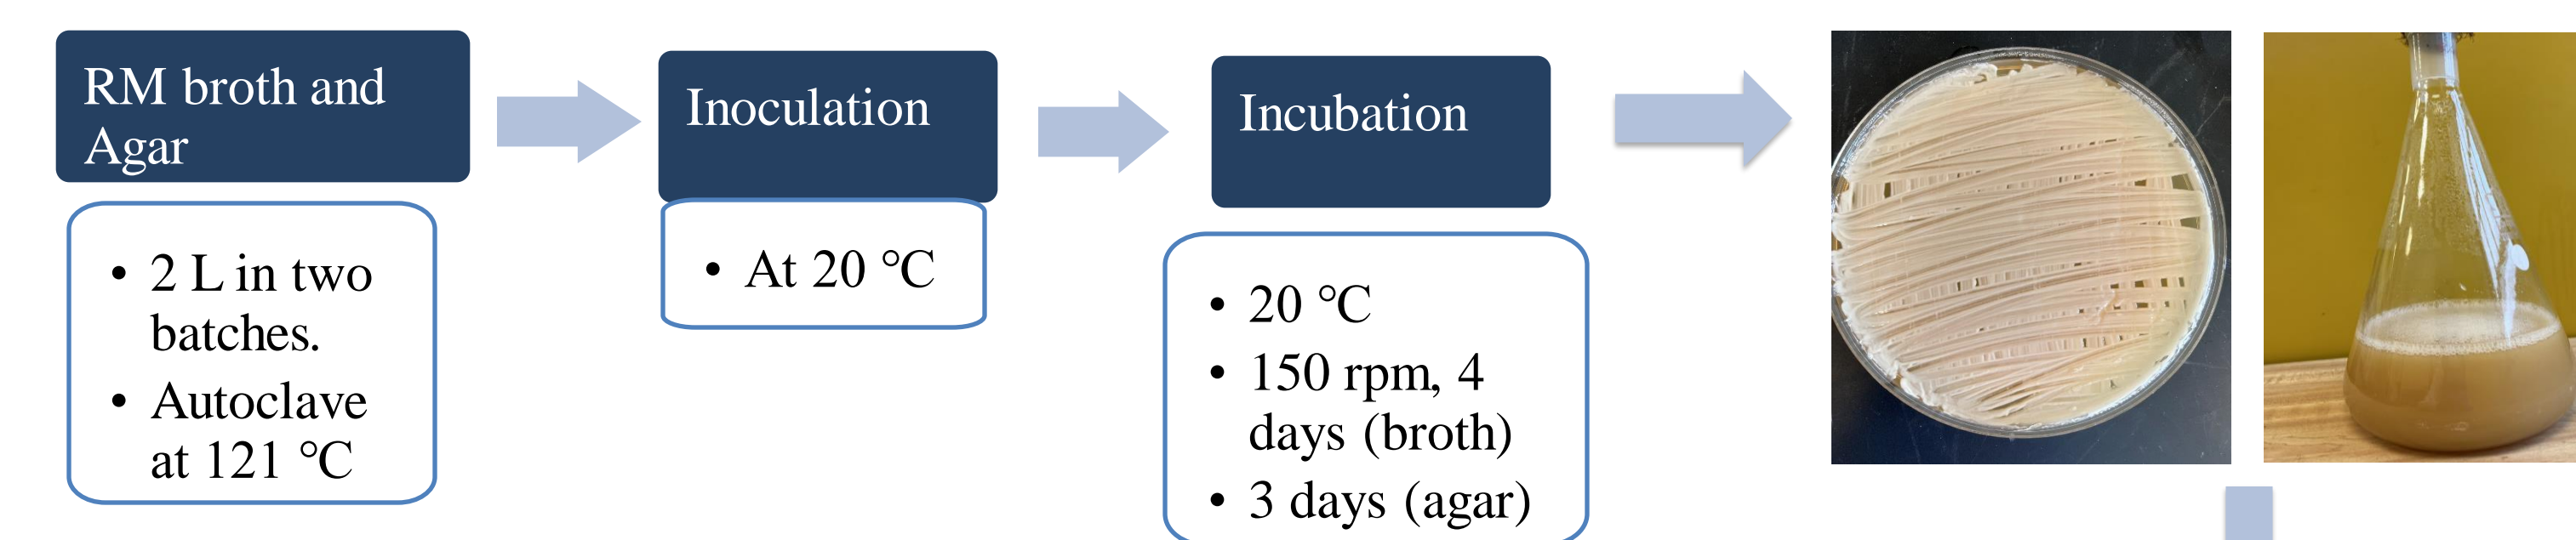 RM broth and
Agar
• 2 L in two
batches.
• Autoclave
at 121 °C
Inoculation
• At 20 °C
Incubation
• 20 °C
• 150 rpm, 4
days (broth)
• 3 days (agar)